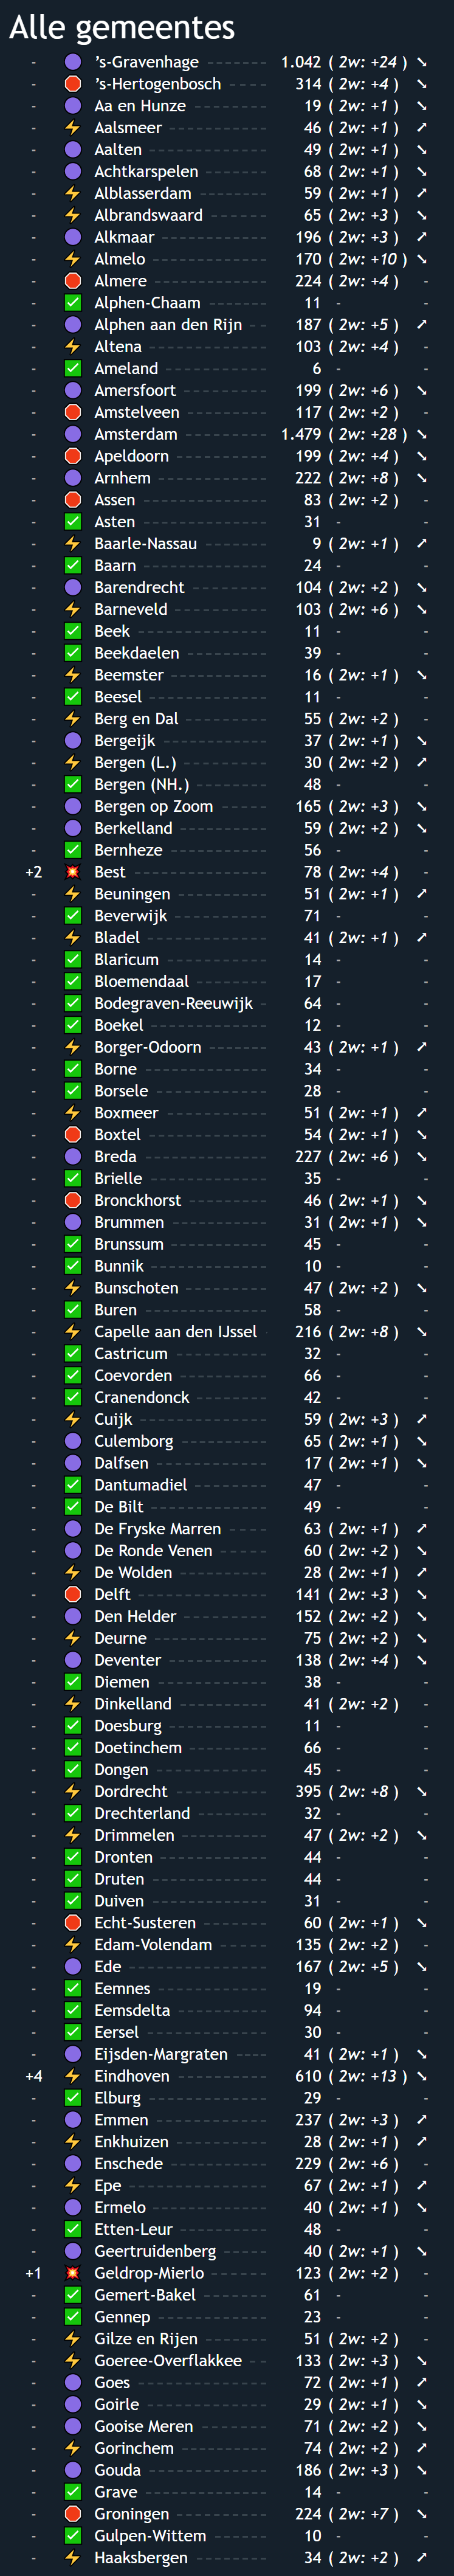 Alle gemeentes
- 's-Gravenhage 1.042 ( 2w: +24 ) ➘
- 's-Hertogenbosch 314 ( 2w: +4 ) ➘
- Aa en Hunze 19 ( 2w: +1 ) ➘
- Aalsmeer 46 ( 2w: +1 ) ➚
- Aalten 49 ( 2w: +1 ) ➘
- Achtkarspelen 68 ( 2w: +1 ) ➘
- Alblasserdam 59 ( 2w: +1 ) ➚
- Albrandswaard 65 ( 2w: +3 ) ➘
- Alkmaar 196 ( 2w: +3 ) ➚
- Almelo 170 ( 2w: +10 ) ➘
- Almere 224 ( 2w: +4 ) -
- Alphen-Chaam 11 - -
- Alphen aan den Rijn 187 ( 2w: +5 ) ➚
- Altena 103 ( 2w: +4 ) -
- Ameland 6 - -
- Amersfoort 199 ( 2w: +6 ) ➘
- Amstelveen 117 ( 2w: +2 ) -
- Amsterdam 1.479 ( 2w: +28 ) ➘
- Apeldoorn 199 ( 2w: +4 ) ➘
- Arnhem 222 ( 2w: +8 ) ➘
- Assen 83 ( 2w: +2 ) -
- Asten 31 - -
- Baarle-Nassau 9 ( 2w: +1 ) ➚
- Baarn 24 - -
- Barendrecht 104 ( 2w: +2 ) ➘
- Barneveld 103 ( 2w: +6 ) ➘
- Beek 11 - -
- Beekdaelen 39 - -
- Beemster 16 ( 2w: +1 ) ➘
- Beesel 11 - -
- Berg en Dal 55 ( 2w: +2 ) -
- Bergeijk 37 ( 2w: +1 ) ➘
- Bergen (L.) 30 ( 2w: +2 ) ➚
- Bergen (NH.) 48 - -
- Bergen op Zoom 165 ( 2w: +3 ) ➘
- Berkelland 59 ( 2w: +2 ) ➘
- Bernheze 56 - -
+2 Best 78 ( 2w: +4 ) -
- Beuningen 51 ( 2w: +1 ) ➚
- Beverwijk 71 - -
- Bladel 41 ( 2w: +1 ) ➚
- Blaricum 14 - -
- Bloemendaal 17 - -
- Bodegraven-Reeuwijk 64 - -
- Boekel 12 - -
- Borger-Odoorn 43 ( 2w: +1 ) ➚
- Borne 34 - -
- Borsele 28 - -
- Boxmeer 51 ( 2w: +1 ) ➚
- Boxtel 54 ( 2w: +1 ) ➘
- Breda 227 ( 2w: +6 ) ➘
- Brielle 35 - -
- Bronckhorst 46 ( 2w: +1 ) ➘
- Brummen 31 ( 2w: +1 ) ➘
- Brunssum 45 - -
- Bunnik 10 - -
- Bunschoten 47 ( 2w: +2 ) ➘
- Buren 58 - -
- Capelle aan den IJssel 216 ( 2w: +8 ) ➘
- Castricum 32 - -
- Coevorden 66 - -
- Cranendonck 42 - -
- Cuijk 59 ( 2w: +3 ) ➚
- Culemborg 65 ( 2w: +1 ) ➘
- Dalfsen 17 ( 2w: +1 ) ➘
- Dantumadiel 47 - -
- De Bilt 49 - -
- De Fryske Marren 63 ( 2w: +1 ) ➚
- De Ronde Venen 60 ( 2w: +2 ) ➘
- De Wolden 28 ( 2w: +1 ) ➚
- Delft 141 ( 2w: +3 ) ➘
- Den Helder 152 ( 2w: +2 ) ➘
- Deurne 75 ( 2w: +2 ) ➘
- Deventer 138 ( 2w: +4 ) ➘
- Diemen 38 - -
- Dinkelland 41 ( 2w: +2 ) -
- Doesburg 11 - -
- Doetinchem 66 - -
- Dongen 45 - -
- Dordrecht 395 ( 2w: +8 ) ➘
- Drechterland 32 - -
- Drimmelen 47 ( 2w: +2 ) ➘
- Dronten 44 - -
- Druten 44 - -
- Duiven 31 - -
- Echt-Susteren 60 ( 2w: +1 ) ➘
- Edam-Volendam 135 ( 2w: +2 ) -
- Ede 167 ( 2w: +5 ) ➘
- Eemnes 19 - -
- Eemsdelta 94 - -
- Eersel 30 - -
- Eijsden-Margraten 41 ( 2w: +1 ) ➘
+4 Eindhoven 610 ( 2w: +13 ) ➘
- Elburg 29 - -
- Emmen 237 ( 2w: +3 ) ➚
- Enkhuizen 28 ( 2w: +1 ) ➚
- Enschede 229 ( 2w: +6 ) -
- Epe 67 ( 2w: +1 ) ➚
- Ermelo 40 ( 2w: +1 ) ➘
- Etten-Leur 48 - -
- Geertruidenberg 40 ( 2w: +1 ) ➘
+1 Geldrop-Mierlo 123 ( 2w: +2 ) -
- Gemert-Bakel 61 - -
- Gennep 23 - -
- Gilze en Rijen 51 ( 2w: +2 ) -
- Goeree-Overflakkee 133 ( 2w: +3 ) ➘
- Goes 72 ( 2w: +1 ) ➚
- Goirle 29 ( 2w: +1 ) ➘
- Gooise Meren 71 ( 2w: +2 ) ➘
- Gorinchem 74 ( 2w: +2 ) ➚
- Gouda 186 ( 2w: +3 ) ➘
- Grave 14 - -
- Groningen 224 ( 2w: +7 ) ➘
- Gulpen-Wittem 10 - -
- Haaksbergen 34 ( 2w: +2 ) ➚